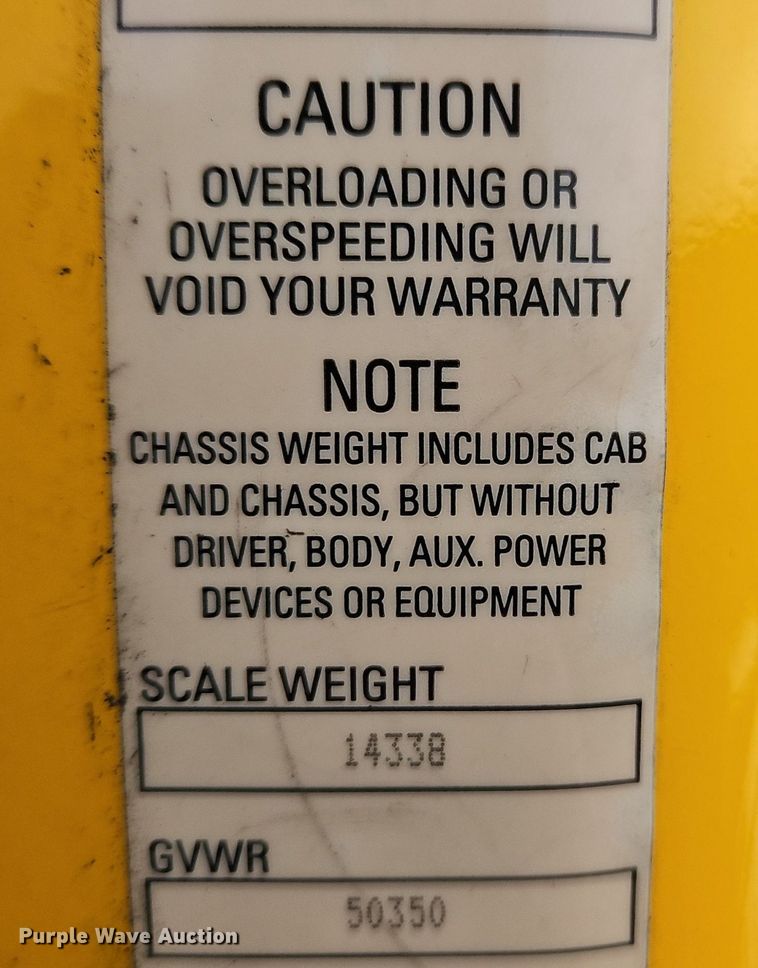 CAUTION
OVERLOADING OR
OVERSPEEDING WILL
VOID YOUR WARRANTY
NOTE
CHASSIS WEIGHT INCLUDES CAB
AND CHASSIS, BUT WITHOUT
DRIVER, BODY, AUX. POWER
DEVICES OR EQUIPMENT
SCALE WEIGHT
14338
GVWR
50350
Purple Wave Auction